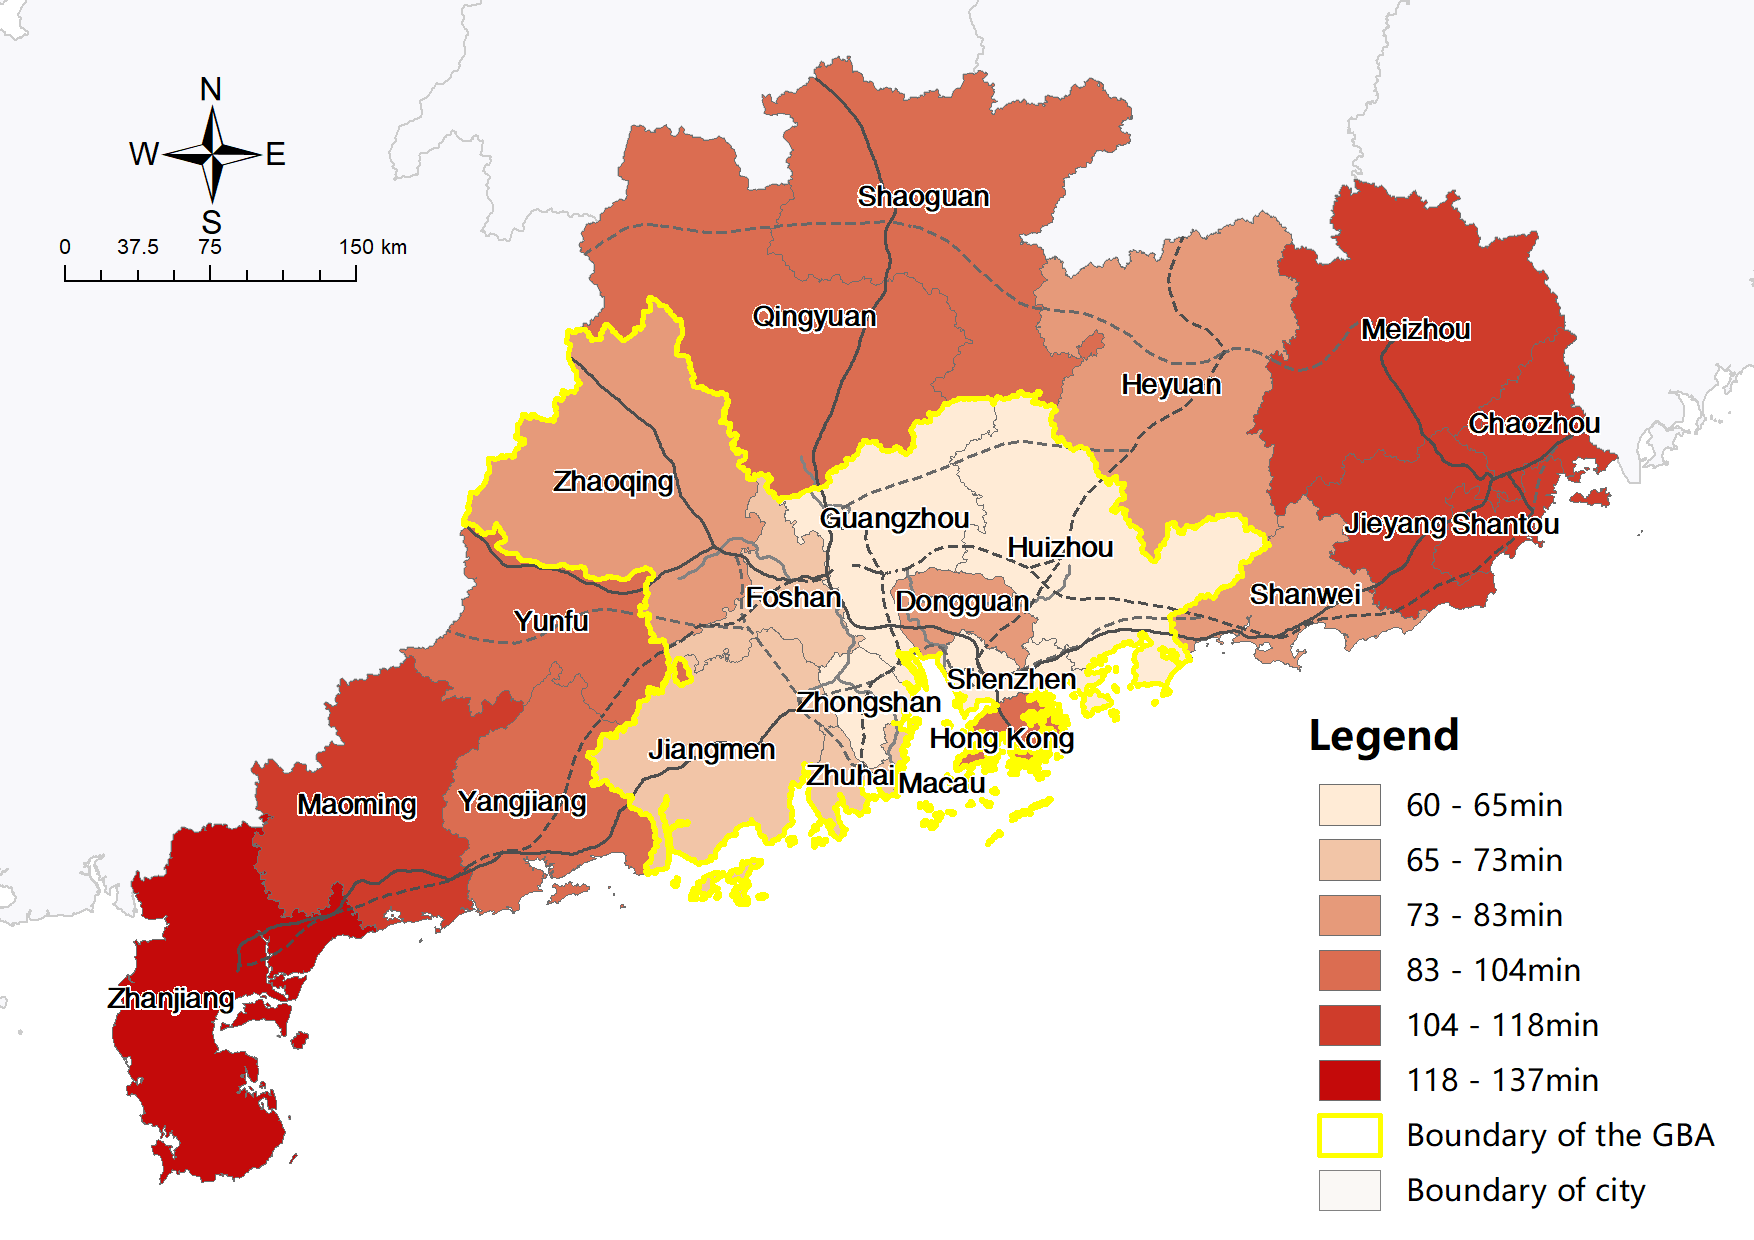 N
W E
S
0 37.5 75 150 km
Shaoguan
Qingyuan
Meizhou
Heyuan
Chaozhou
Zhaoqing
Guangzhou
Jieyang Shantou
Huizhou
Foshan
Dongguan
Shanwei
Yunfu
Shenzhen
Zhongshan
Hong Kong
Jiangmen
Zhuhai
Macau
Maoming
Yangjiang
Zhanjiang
Legend
60 - 65min
65 - 73min
73 - 83min
83 - 104min
104 - 118min
118 - 137min
Boundary of the GBA
Boundary of city